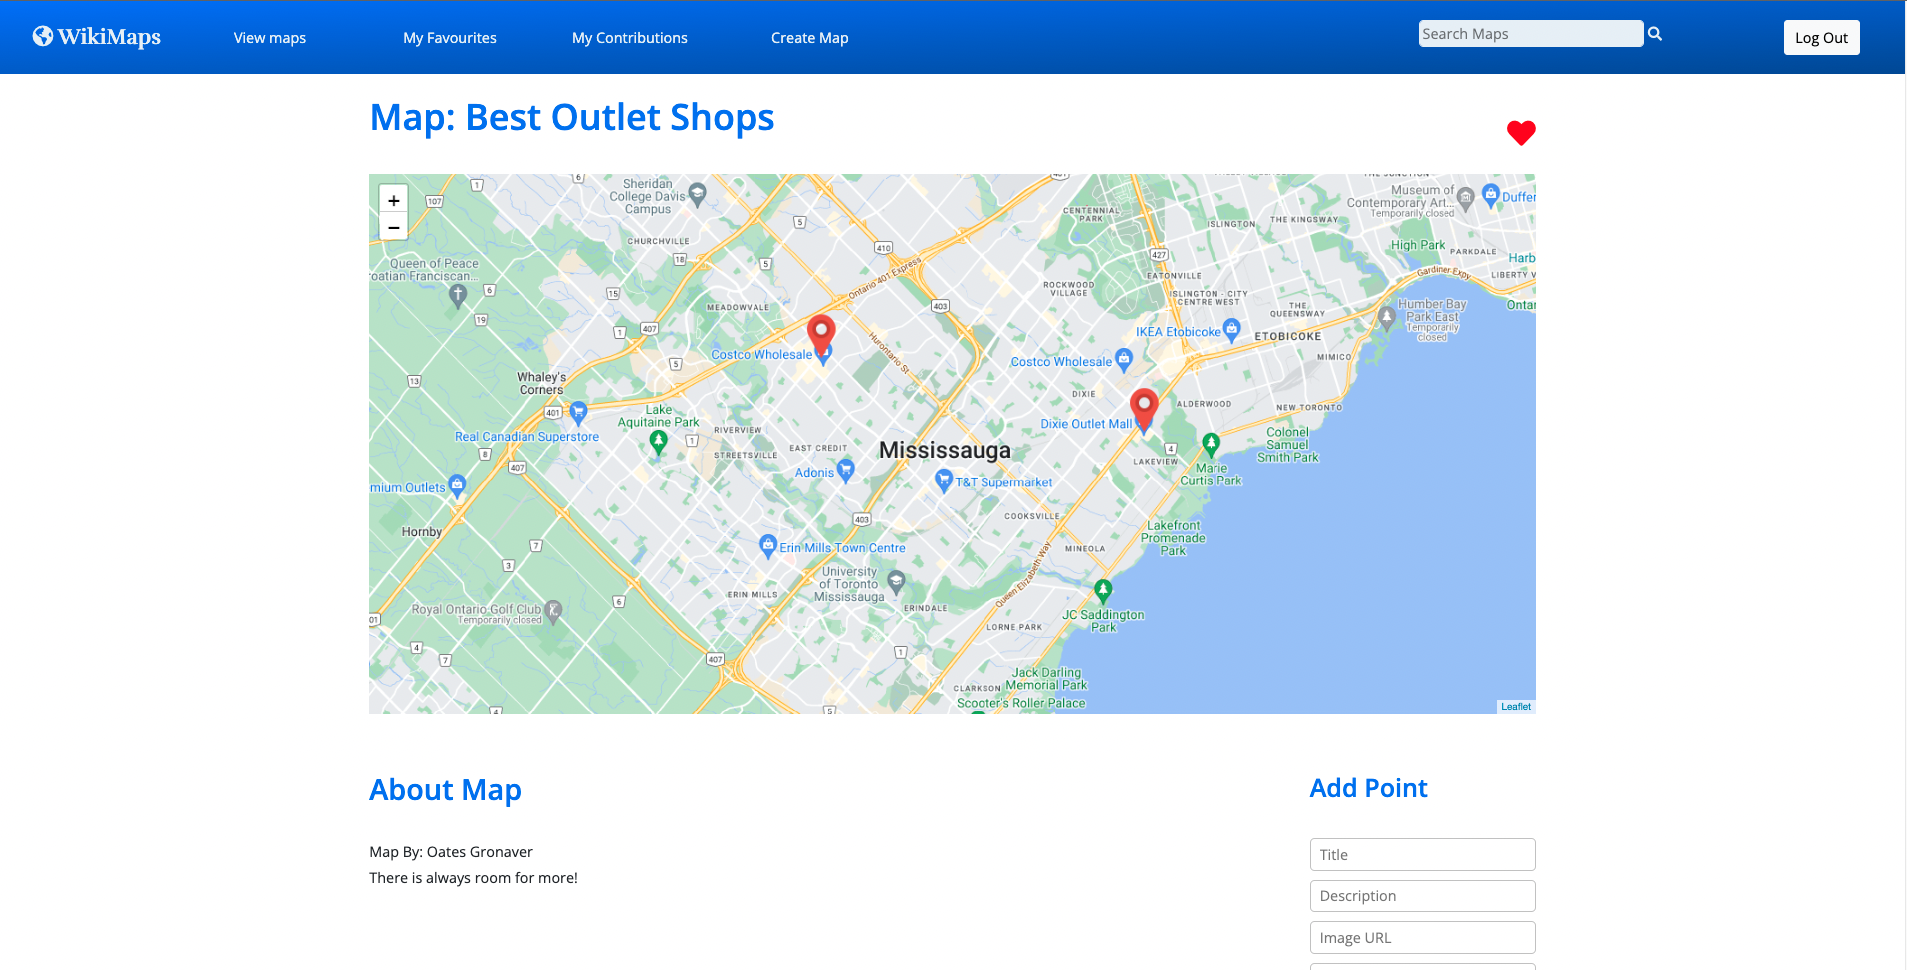 WikiMaps
View maps
My Favourites
My Contributions
Create Map
Search Maps
Log Out
Map: Best Outlet Shops
+
−
Sheridan
College Davis
Campus
CENTENNIAL
PARK
Museum of
Contemporary Art...
Temporarily closed
Duffer
THE KINGSWAY
ISLINGTON
CHURCHVILLE
High Park
PARKDALE
Harb
LIBERTY V
Ontar
Gardiner Expy
Queen of Peace
roatian Franciscan...
Ontario 401 Express
ROCKWOOD
VILLAGE
EATONVILLE
ISLINGTON - CITY
CENTRE WEST
THE
QUEENSWAY
Humber Bay
Park East
Temporarily
closed
MEADOWVALE
IKEA Etobicoke
ETOBICOKE
MIMICO
Hurontario St
Costco Wholesale
Costco Wholesale
Whaley's
Corners
DIXIE
ALDERWOOD
NEW TORONTO
Lake
Aquitaine Park
Dixie Outlet Mall
Real Canadian Superstore
RIVERVIEW
STREETSVILLE
EAST CREDIT
Mississauga
Colonel
Samuel
Smith Park
LAKEVIEW
Marie
Curtis Park
Adonis
T&T Supermarket
mium Outlets
Hornby
COOKSVILLE
Lakefront
Promenade
Park
Erin Mills Town Centre
MINEOLA
University
of Toronto
Mississauga
Queen Elizabeth Way
ERIN MILLS
ERINDALE
Royal Ontario Golf Club
Temporarily closed
JC Saddington
Park
LORNE PARK
Jack Darling
Memorial Park
CLARKSON
Scooter's Roller Palace
Leaflet
About Map
Add Point
Map By: Oates Gronaver
There is always room for more!
Title
Description
Image URL